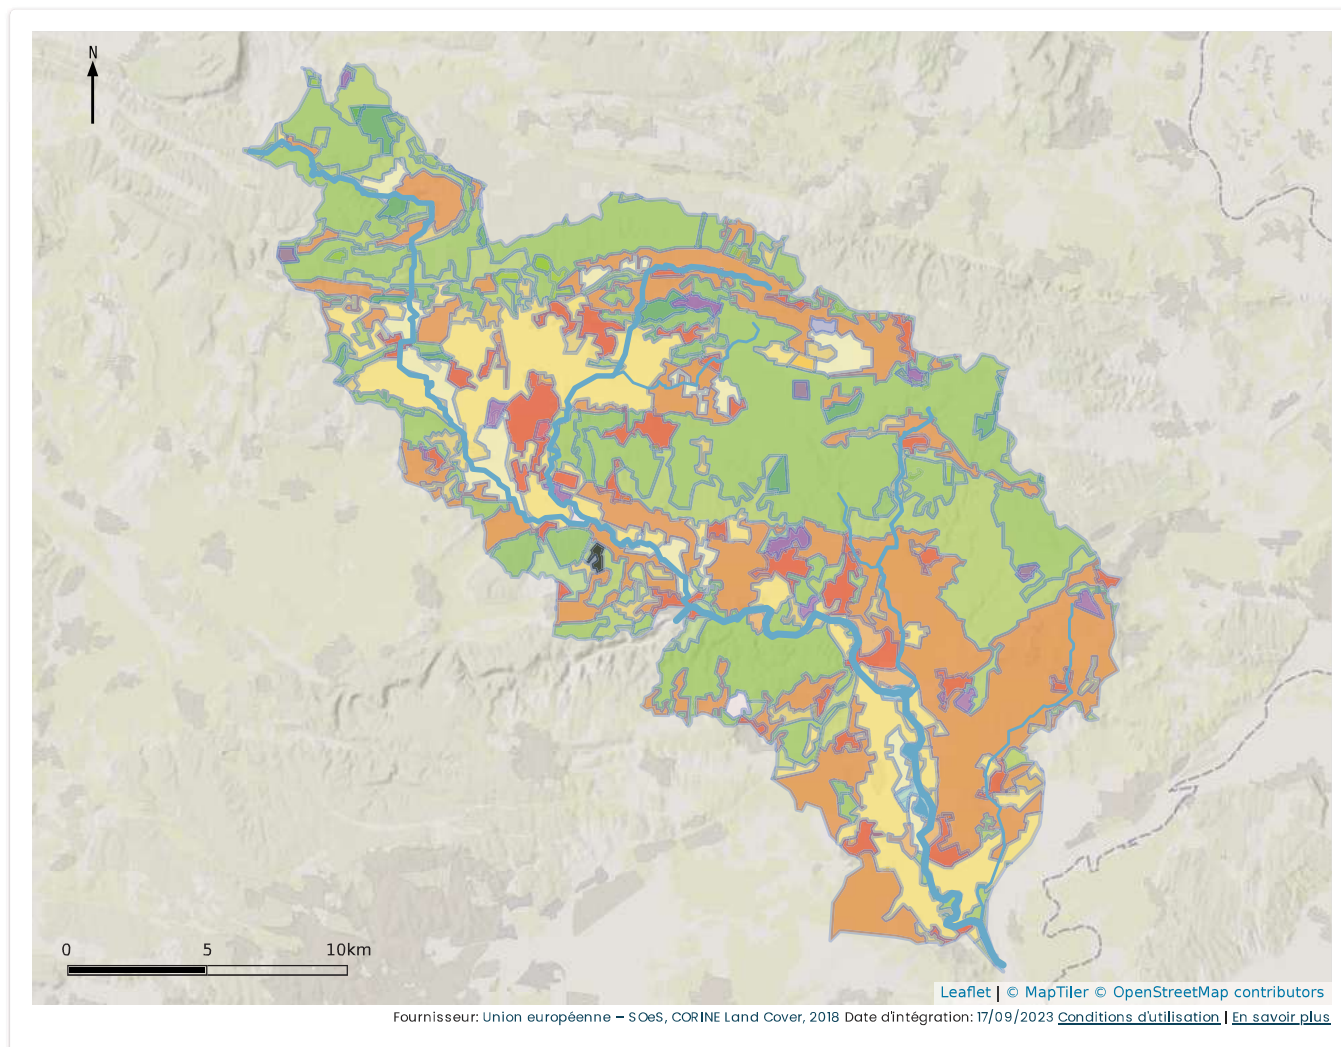 N
0 5 10km
Leaflet | © MapTiler © OpenStreetMap contributors
Fournisseur: Union européenne – SOeS, CORINE Land Cover, 2018 Date d'intégration: 17/09/2023 Conditions d'utilisation | En savoir plus